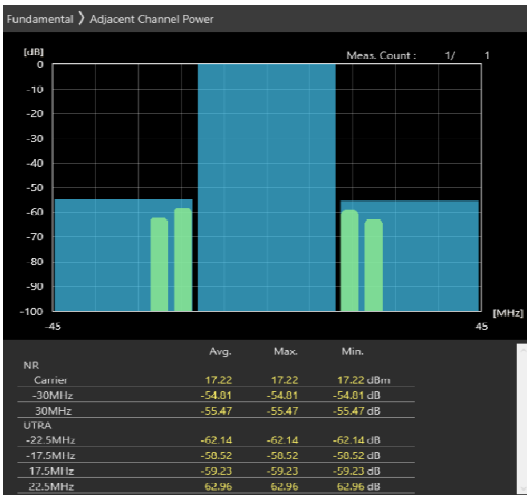 Fundamental ❯ Adjacent Channel Power
[dB]
Meas. Count : 1/ 1
0
-10
-20
-30
-40
-50
-60
-70
-80
-90
-100
[MHz]
-45 45
Avg. Max. Min.
NR
Carrier 17.22 17.22 17.22 dBm
-30MHz -54.81 -54.81 -54.81 dB
30MHz -55.47 -55.47 -55.47 dB
UTRA
-22.5MHz -62.14 -62.14 -62.14 dB
-17.5MHz -58.52 -58.52 -58.52 dB
17.5MHz -59.23 -59.23 -59.23 dB
22.5MHz 62.96 62.96 62.96 dB